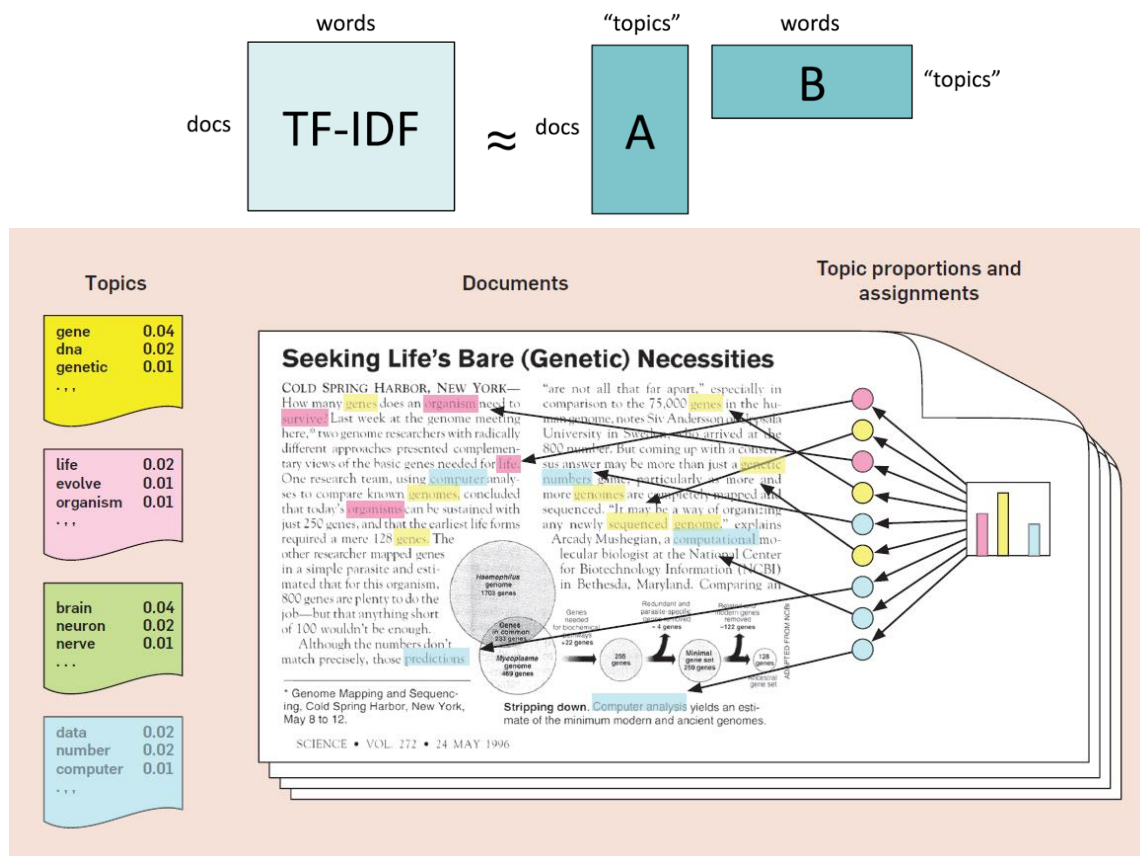 words
“topics”
words
docs
TF-IDF
≈
docs
A
B
“topics”
Topics
Documents
Topic proportions and
assignments
gene 0.04
dna 0.02
genetic 0.01
. , ,
life 0.02
evolve 0.01
organism 0.01
. , ,
brain 0.04
neuron 0.02
nerve 0.01
. . .
data 0.02
number 0.02
computer 0.01
. , ,
Seeking Life’s Bare (Genetic) Necessities
COLD SPRING HARBOR, NEW YORK—
How many genes does an organism need to
survive? Last week at the genome meeting
here,* two genome researchers with radically
different approaches presented complemen-
tary views of the basic genes needed for life.
One research team, using computer analy-
ses to compare known genomes, concluded
that today’s organisms can be sustained with
just 250 genes, and that the earliest life forms
required a mere 128 genes. The
other researcher mapped genes
in a simple parasite and esti-
mated that for this organism,
800 genes are plenty to do the
job—but that anything short
of 100 wouldn’t be enough.
Although the numbers don’t
match precisely, those predictions
* Genome Mapping and Sequenc-
ing, Cold Spring Harbor, New York,
May 8 to 12.
SCIENCE • VOL. 272 • 24 MAY 1996
“are not all that far apart,” especially in
comparison to the 75,000 genes in the hu-
man genome, notes Siv Andersson
University in Sweden, who arrived at the
800 number. But coming up with a consen-
sus answer may be more than just a genetic
numbers game, particularly as more and
more genomes are completely mapped and
sequenced. “It may be a way of organizing
any newly sequenced genome,” explains
Arcady Mushegian, a computational mo-
lecular biologist at the National Center
for Biotechnology Information (NCBI)
in Bethesda, Maryland. Comparing an
Haemophilus
genome
1703 genes
Genes
in common
233 genes
Mycoplasma
genome
469 genes
Genes
needed
for biochemical
pathways
+22 genes
256
genes
Redundant and
parasite-specific
genes removed
– 4 genes
Minimal
gene set
250 genes
modern genes
removed
–122 genes
128
genes
Ancestral
gene set
ADAPTED FROM NCBI
Stripping down. Computer analysis yields an esti-
mate of the minimum modern and ancient genomes.